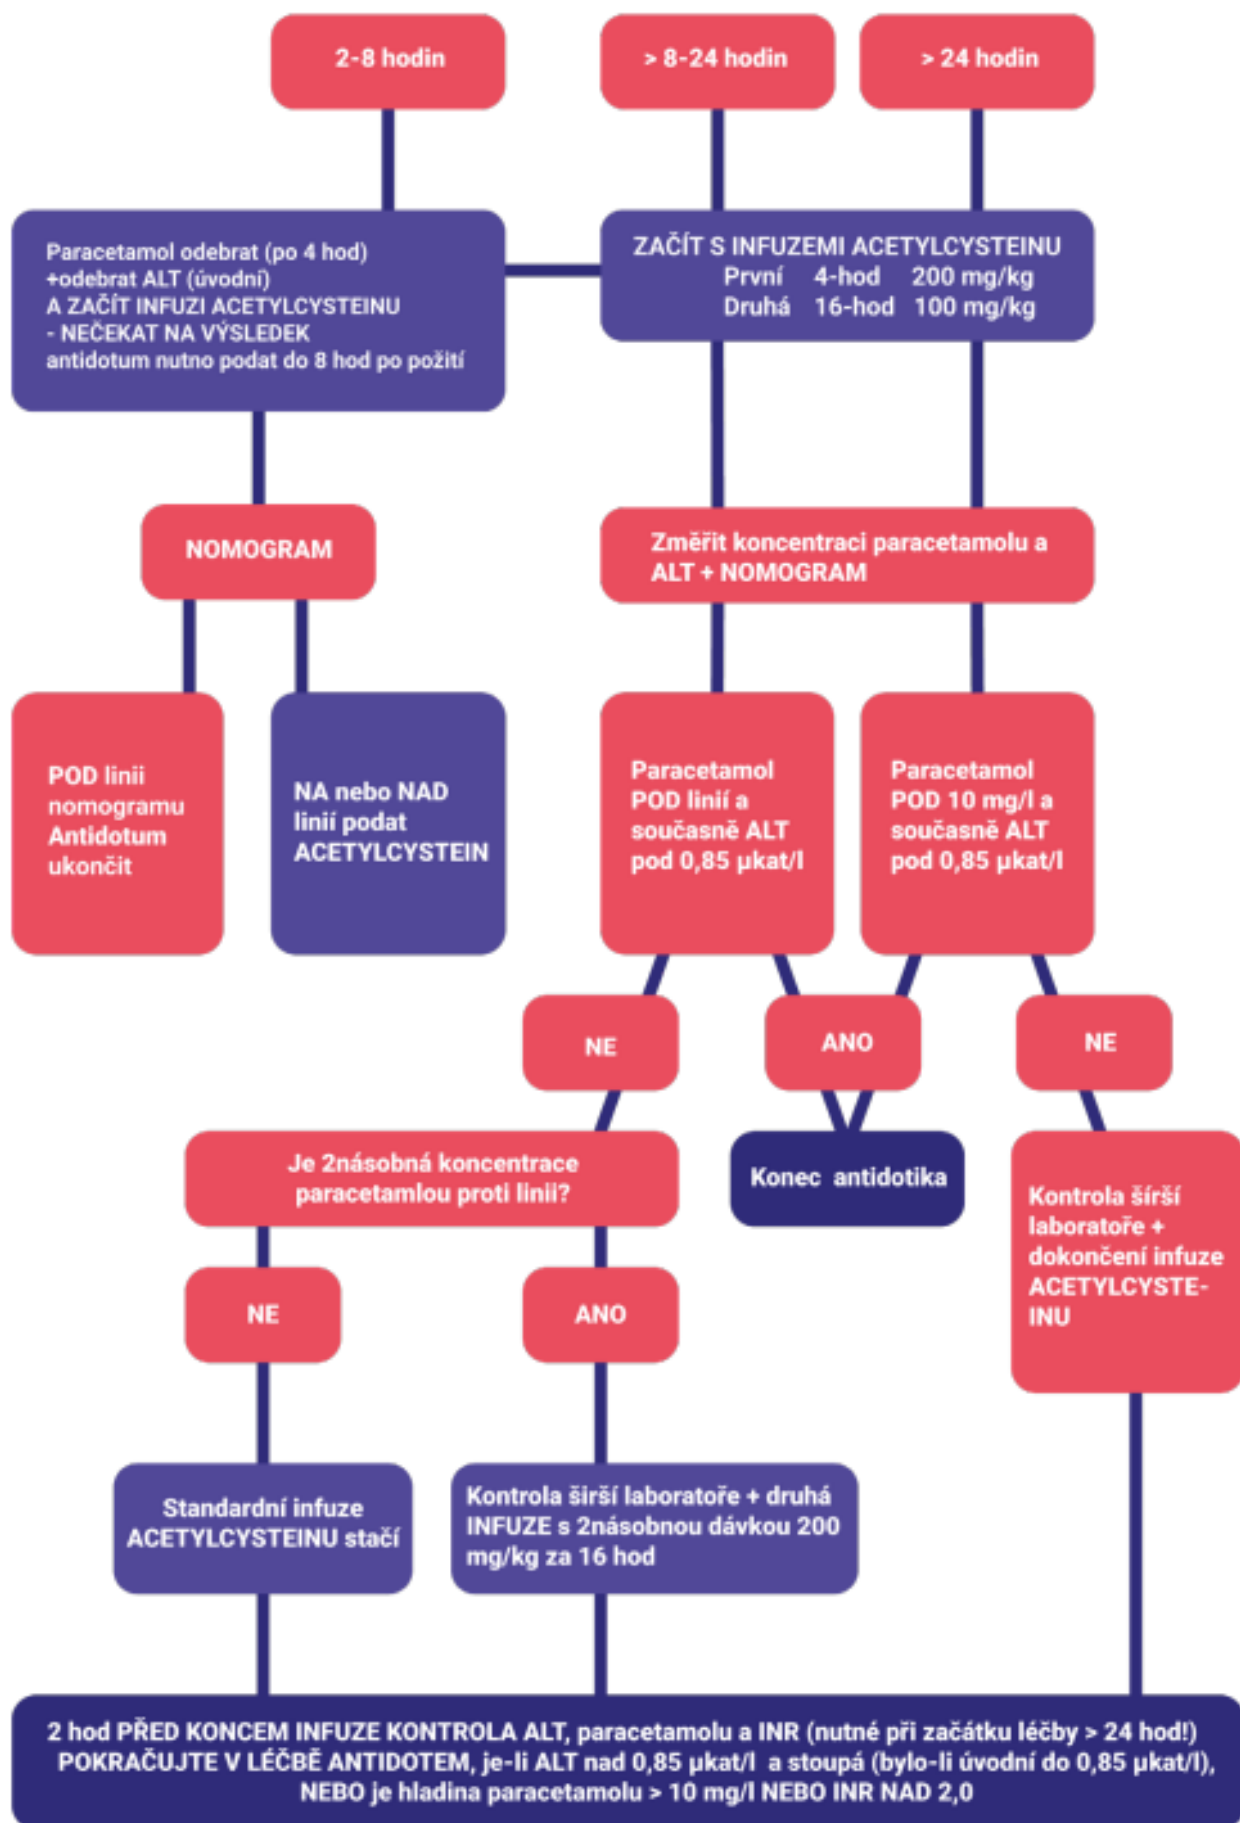 2-8 hodin
> 8-24 hodin
> 24 hodin
Paracetamol odebrat (po 4 hod)
+odebrat ALT (úvodní)
A ZAČÍT INFUZI ACETYLCYSTEINU
- NEČEKAT NA VÝSLEDEK
antidotum nutno podat do 8 hod po požití
ZAČÍT S INFUZEMI ACETYLCYSTEINU
První 4-hod 200 mg/kg
Druhá 16-hod 100 mg/kg
NOMOGRAM
Změřit koncentraci paracetamolu a
ALT + NOMOGRAM
POD linii
nomogramu
Antidotum
ukončit
NA nebo NAD
linií podat
ACETYLCYSTEIN
Paracetamol
POD linií a
současně ALT
pod 0,85 µkat/l
Paracetamol
POD 10 mg/l a
současně ALT
pod 0,85 µkat/l
NE
ANO
NE
Je 2násobná koncentrace
paracetamlou proti linii?
Konec antidotika
Kontrola šírší
laboratoře +
dokončení infuze
ACETYLCYSTE-
INU
NE
ANO
Standardní infuze
ACETYLCYSTEINU stačí
Kontrola širší laboratoře + druhá
INFUZE s 2násobnou dávkou 200
mg/kg za 16 hod
2 hod PŘED KONCEM INFUZE KONTROLA ALT, paracetamolu a INR (nutné při začátku léčby > 24 hod!)
POKRAČUJTE V LÉČBĚ ANTIDOTEM, je-li ALT nad 0,85 µkat/l a stoupá (bylo-li úvodní do 0,85 µkat/l),
NEBO je hladina paracetamolu > 10 mg/l NEBO INR NAD 2,0